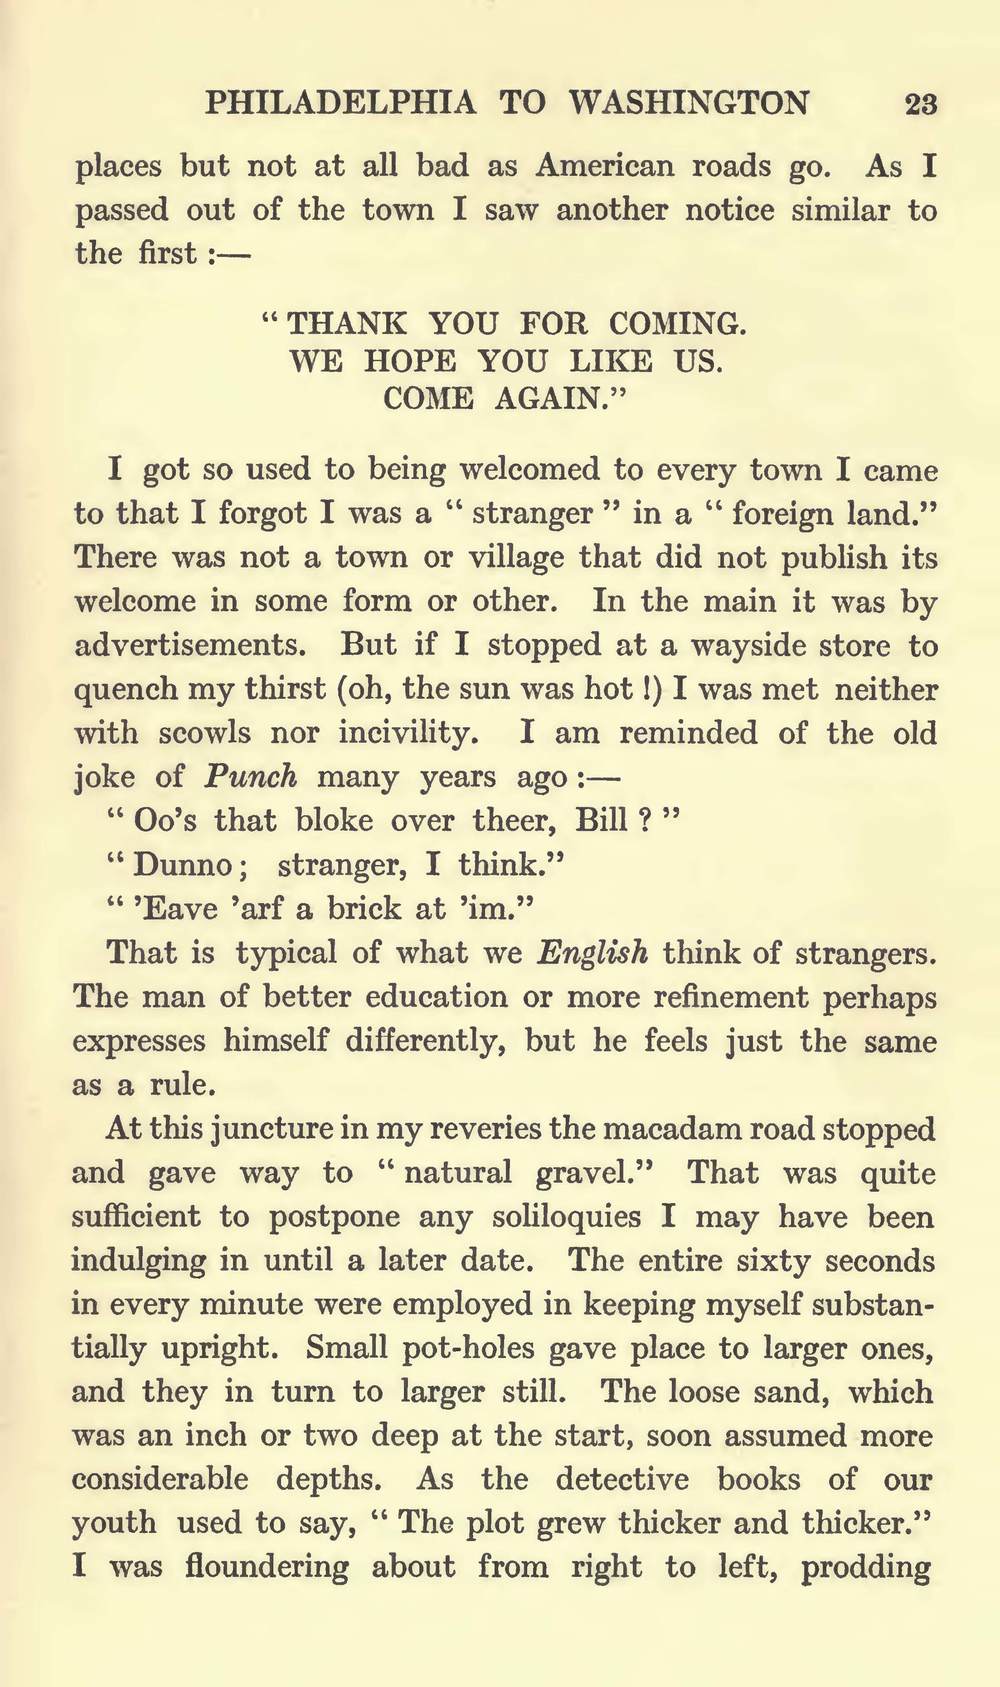 PHILADELPHIA TO WASHINGTON 23
places but not at all bad as American roads go. As I
passed out of the town I saw another notice similar to
the first :—
“ THANK YOU FOR COMING.
WE HOPE YOU LIKE US.
COME AGAIN.”
I got so used to being welcomed to every town I came
to that I forgot I was a “ stranger ” in a “ foreign land.”
There was not a town or village that did not publish its
welcome in some form or other. In the main it was by
advertisements. But if I stopped at a wayside store to
quench my thirst (oh, the sun was hot !) I was met neither
with scowls nor incivility. I am reminded of the old
joke of Punch many years ago :—
“ Oo’s that bloke over theer, Bill ? ”
“ Dunno ; stranger, I think.”
“ ’Eave ’arf a brick at ’im.”
That is typical of what we English think of strangers.
The man of better education or more refinement perhaps
expresses himself differently, but he feels just the same
as a rule.
At this juncture in my reveries the macadam road stopped
and gave way to “ natural gravel.” That was quite
sufficient to postpone any soliloquies I may have been
indulging in until a later date. The entire sixty seconds
in every minute were employed in keeping myself substan-
tially upright. Small pot-holes gave place to larger ones,
and they in turn to larger still. The loose sand, which
was an inch or two deep at the start, soon assumed more
considerable depths. As the detective books of our
youth used to say, “ The plot grew thicker and thicker.”
I was floundering about from right to left, prodding